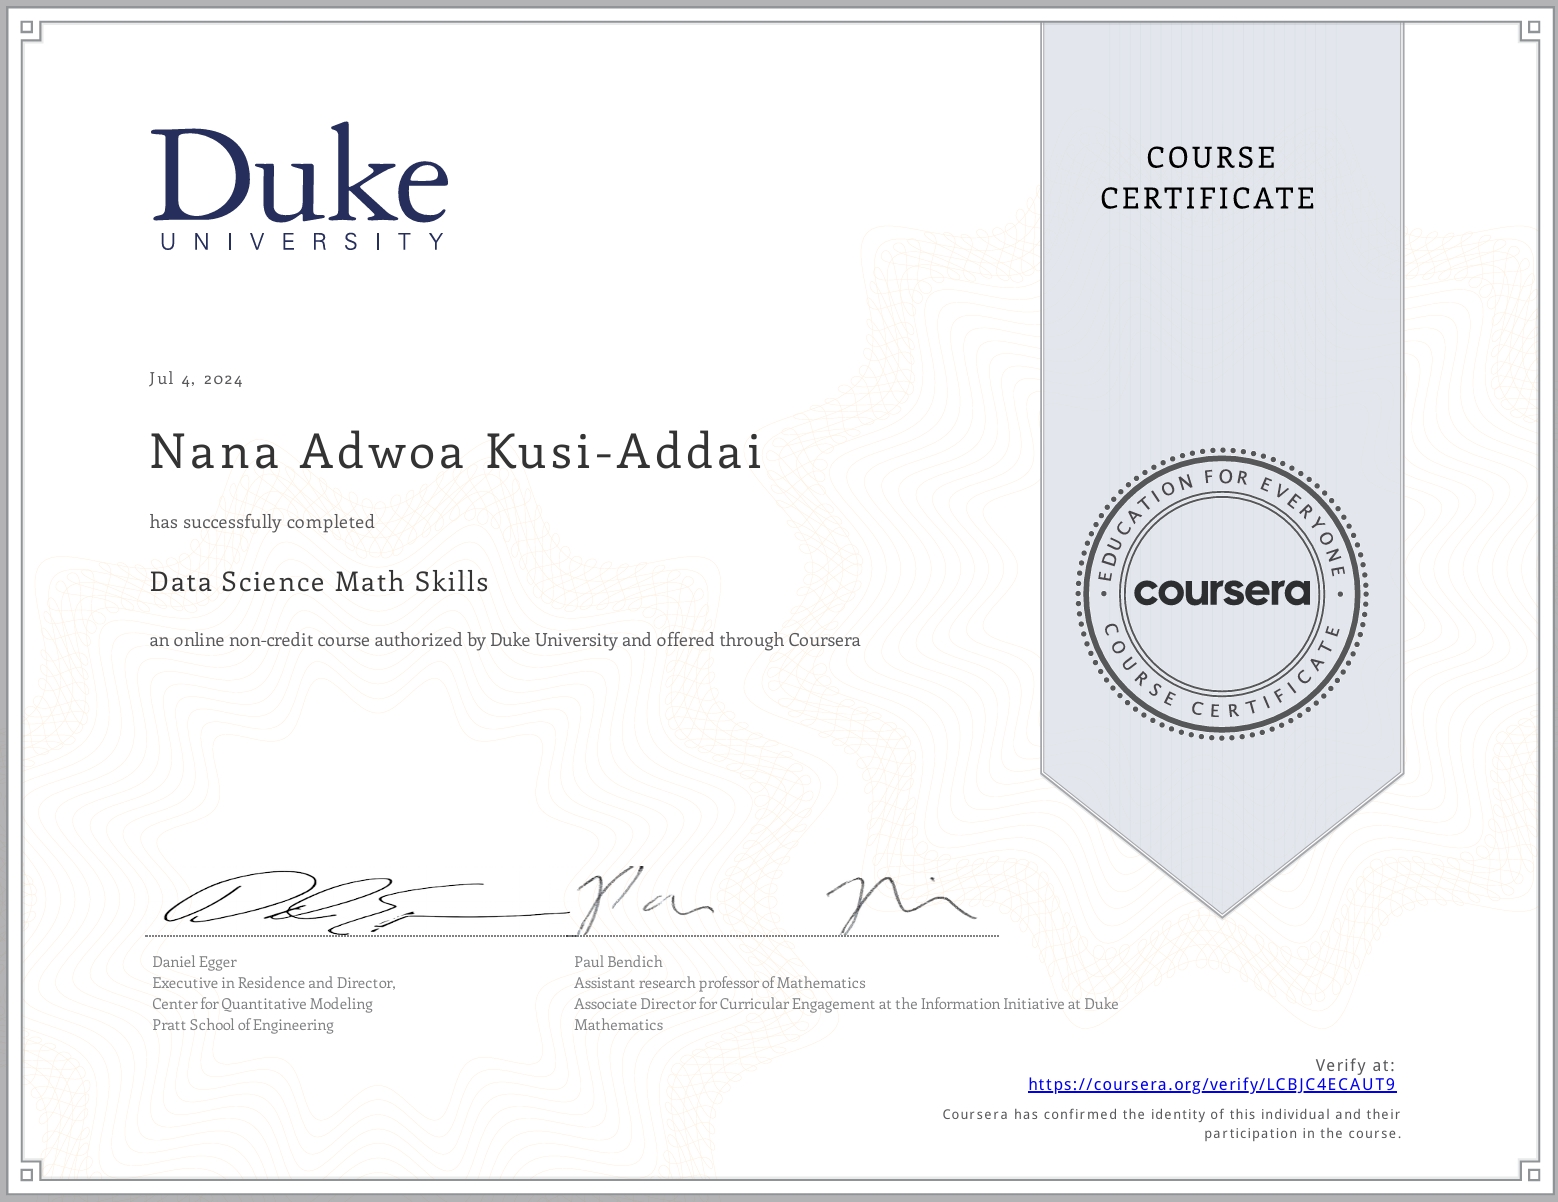 Duke
UNIVERSITY
COURSE
CERTIFICATE
Jul 4, 2024
Nana Adwoa Kusi-Addai
has successfully completed
Data Science Math Skills
an online non-credit course authorized by Duke University and offered through Coursera
EDUCATION FOR EVERYONE
coursera
COURSE CERTIFICATE
Daniel Egger
Executive in Residence and Director,
Center for Quantitative Modeling
Pratt School of Engineering
Paul Bendich
Assistant research professor of Mathematics
Associate Director for Curricular Engagement at the Information Initiative at Duke
Mathematics
Verify at:
https://coursera.org/verify/LCBJC4ECAUT9
Coursera has confirmed the identity of this individual and their
participation in the course.